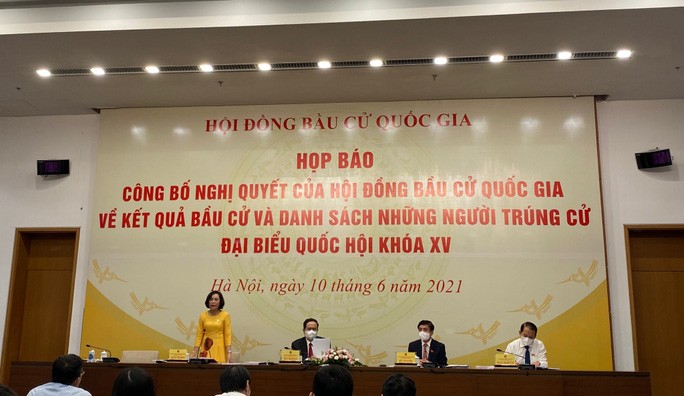 HỘI ĐỒNG BẦU CỬ QUỐC GIA
HỌP BÁO
CÔNG BỐ NGHỊ QUYẾT CỦA HỘI ĐỒNG BẦU CỬ QUỐC GIA
VỀ KẾT QUẢ BẦU CỬ VÀ DANH SÁCH NHỮNG NGƯỜI TRÚNG CỬ
ĐẠI BIỂU QUỐC HỘI KHÓA XV
Hà Nội, ngày 10 tháng 6 năm 2021